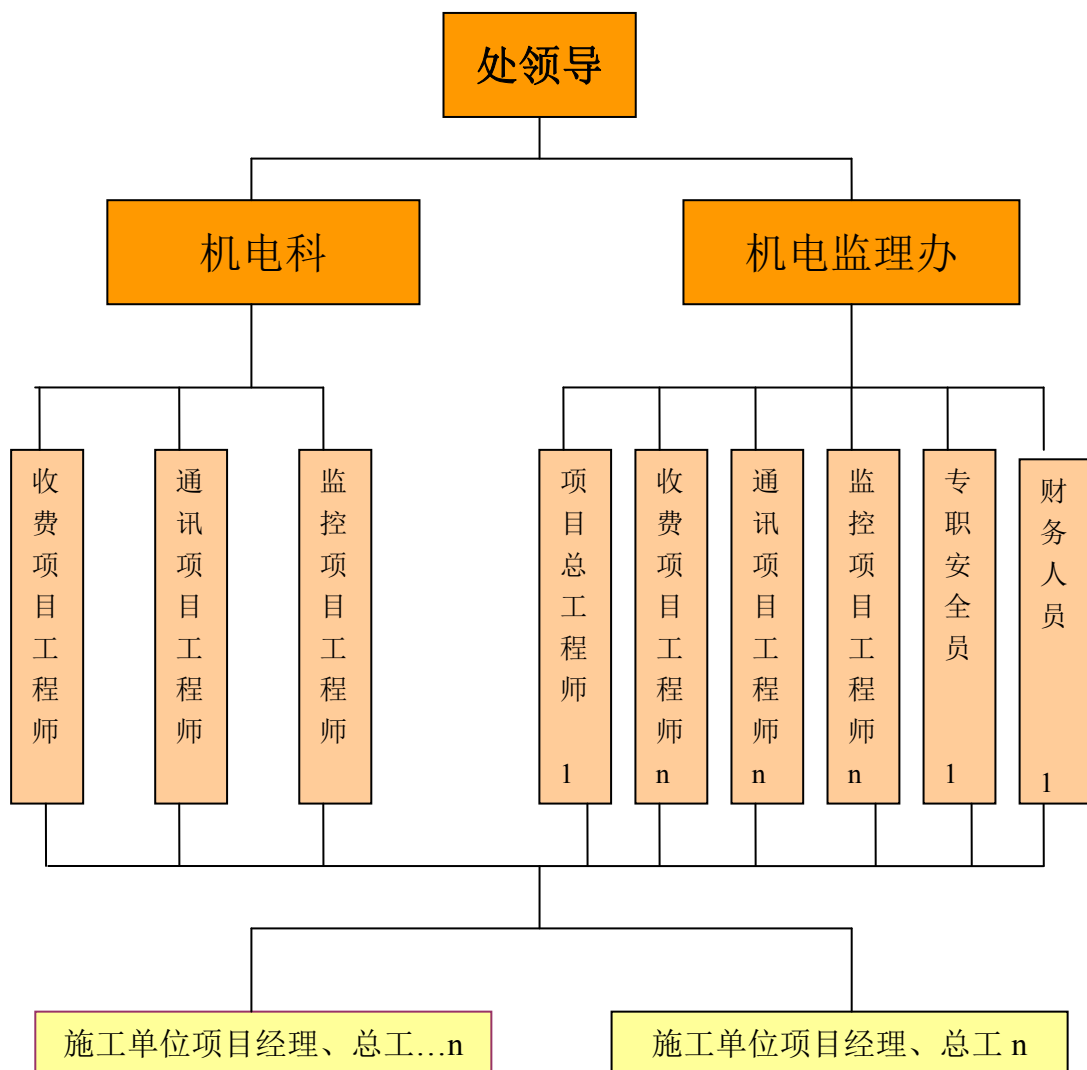 处领导
机电科
机电监理办
收费项目工程师
通讯项目工程师
监控项目工程师
项目总工程师 1
收费项目工程师 n
通讯项目工程师 n
监控项目工程师 n
专职安全员 1
财务人员 1
施工单位项目经理、总工…n
施工单位项目经理、总工 n